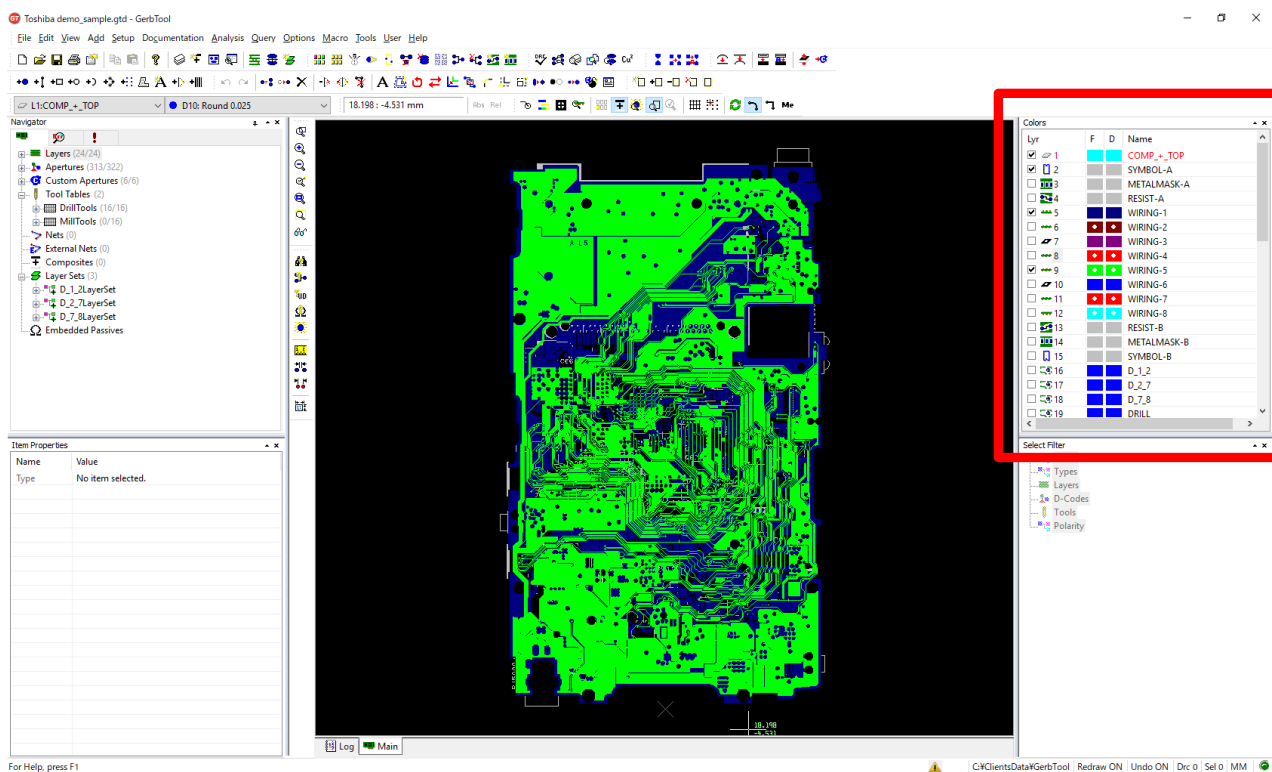 Toshiba demo_sample.gtd - GerbTool
File Edit View Add Setup Documentation Analysis Query Options Macro Tools User Help
L1:COMP_+_TOP D10: Round 0.025 18.198 : -4.531 mm Abs Rel Me
Navigator
Layers (24/24)
Apertures (313/322)
Custom Apertures (6/6)
Tool Tables (2)
DrillTools (16/16)
MillTools (0/16)
Nets (0)
External Nets (0)
Composites (0)
Layer Sets (3)
D_1_2LayerSet
D_2_7LayerSet
D_7_8LayerSet
Embedded Passives
Item Properties
Name Value
Type No item selected.
18.198
-4.531
Log Main
Colors
Lyr F D Name
1 COMP_+_TOP
2 SYMBOL-A
3 METALMASK-A
4 RESIST-A
5 WIRING-1
6 WIRING-2
7 WIRING-3
8 WIRING-4
9 WIRING-5
10 WIRING-6
11 WIRING-7
12 WIRING-8
13 RESIST-B
14 METALMASK-B
15 SYMBOL-B
16 D_1_2
17 D_2_7
18 D_7_8
19 DRILL
Select Filter
Types
Layers
D-Codes
Tools
Polarity
For Help, press F1
C:¥ClientsData¥GerbTool Redraw ON Undo ON Drc 0 Sel 0 MM